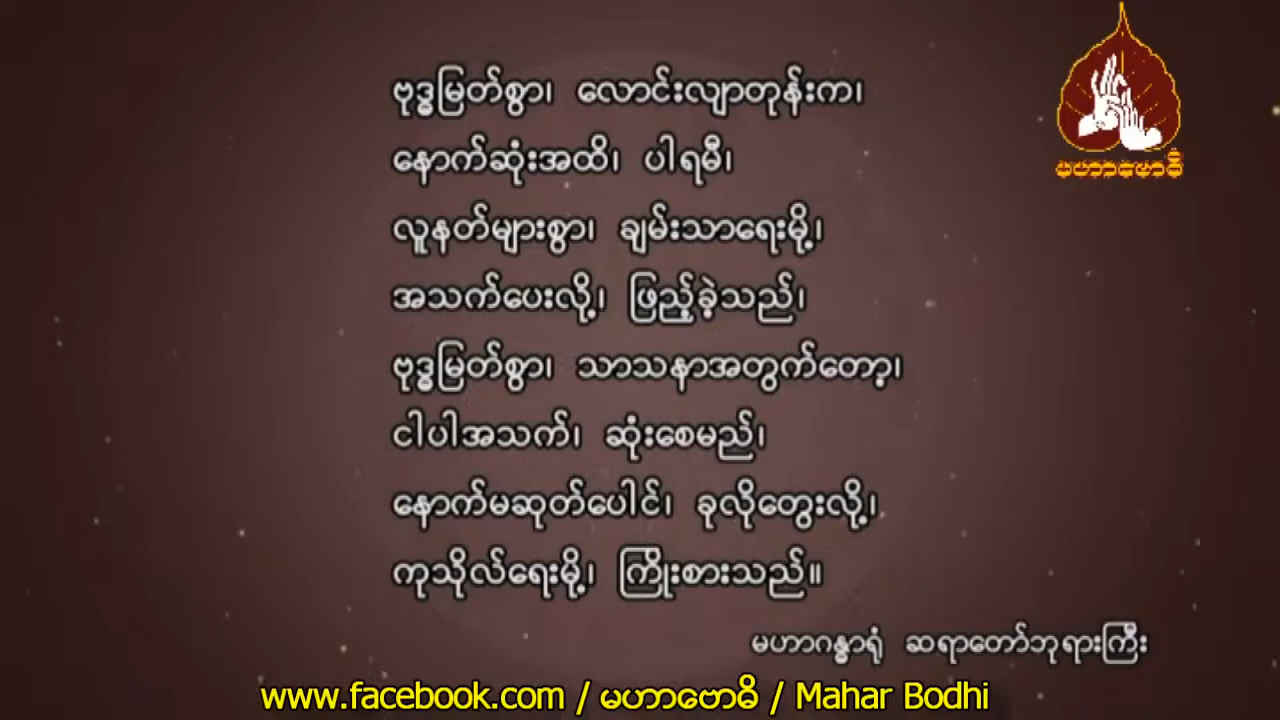 ဗုဒ္ဓမြတ်စွာ၊ လောင်းလျာတုန်းက၊
နောက်ဆုံးအထိ၊ ပါရမီ၊
လူနတ်များစွာ၊ ချမ်းသာရေးမို့၊
အသက်ပေးလို့၊ ဖြည့်ခဲ့သည်၊
ဗုဒ္ဓမြတ်စွာ၊ သာသနာအတွက်တော့၊
ငါပါအသက်၊ ဆုံးစေမည်၊
နောက်မဆုတ်ပေါင်၊ ခုလိုတွေးလို့၊
ကုသိုလ်ရေးမို့၊ ကြိုးစားသည်။
မဟာဂန္ဓာရုံ ဆရာတော်ဘုရားကြီး
မဟာဗောဓိ
www.facebook.com / မဟာဗောဓိ / Mahar Bodhi